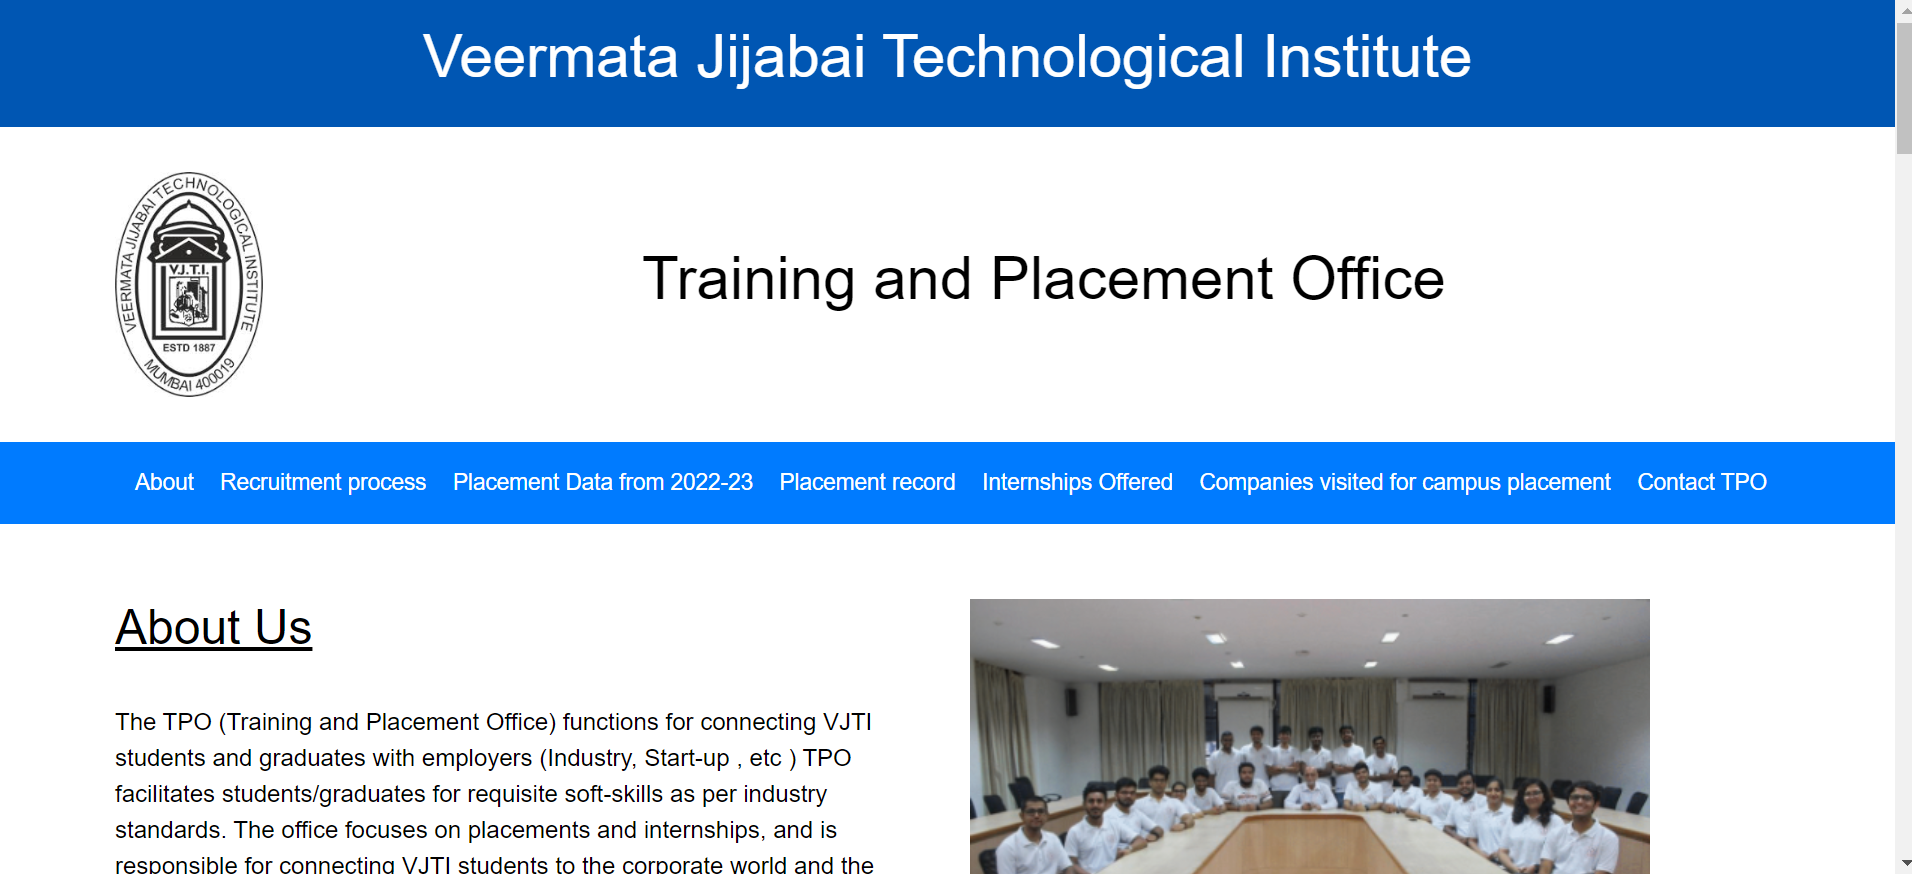 Veermata Jijabai Technological Institute
VEERMATA JIJABAI TECHNOLOGICAL INSTITUTE
V.J.T.I.
ESTD 1887
MUMBAI 400019
Training and Placement Office
About Recruitment process Placement Data from 2022-23 Placement record Internships Offered Companies visited for campus placement Contact TPO
About Us
The TPO (Training and Placement Office) functions for connecting VJTI
students and graduates with employers (Industry, Start-up , etc ) TPO
facilitates students/graduates for requisite soft-skills as per industry
standards. The office focuses on placements and internships, and is
responsible for connecting VJTI students to the corporate world and the